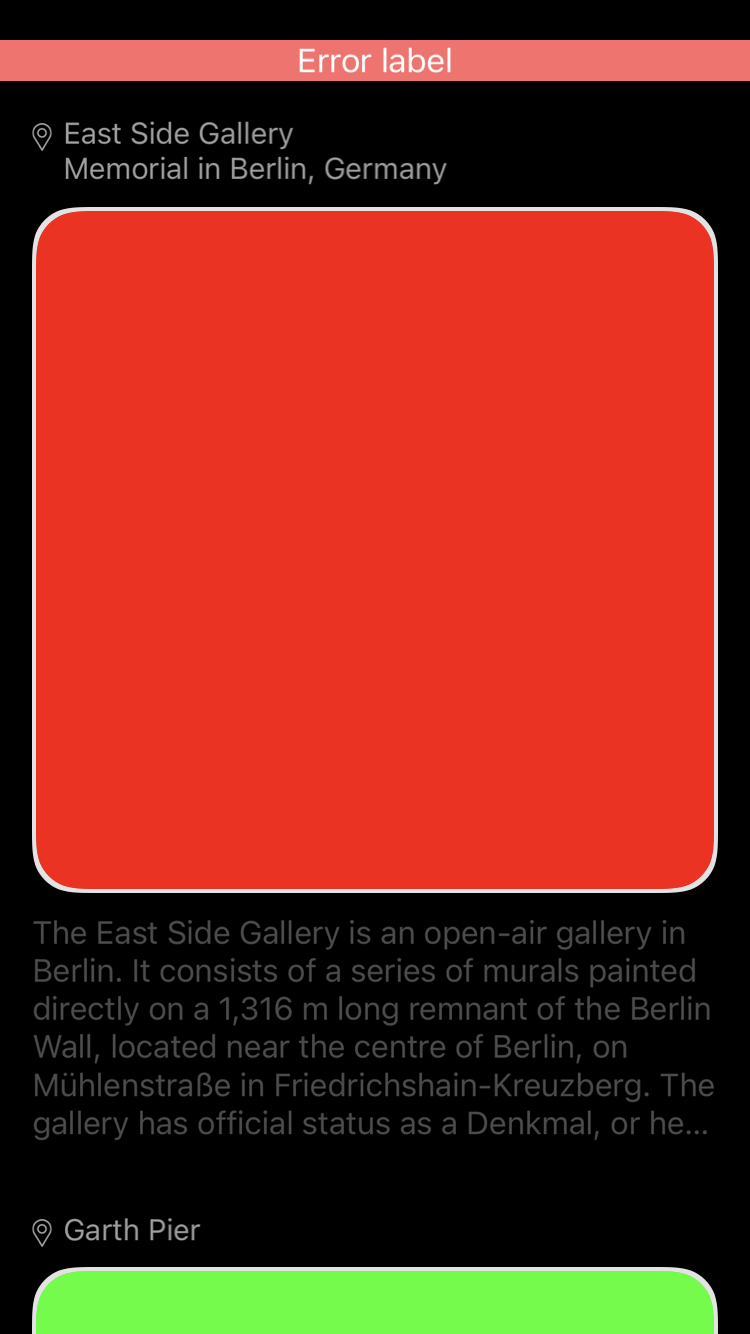 Error label
East Side Gallery
Memorial in Berlin, Germany
The East Side Gallery is an open-air gallery in
Berlin. It consists of a series of murals painted
directly on a 1,316 m long remnant of the Berlin
Wall, located near the centre of Berlin, on
Mühlenstraße in Friedrichshain-Kreuzberg. The
gallery has official status as a Denkmal, or he...
Garth Pier